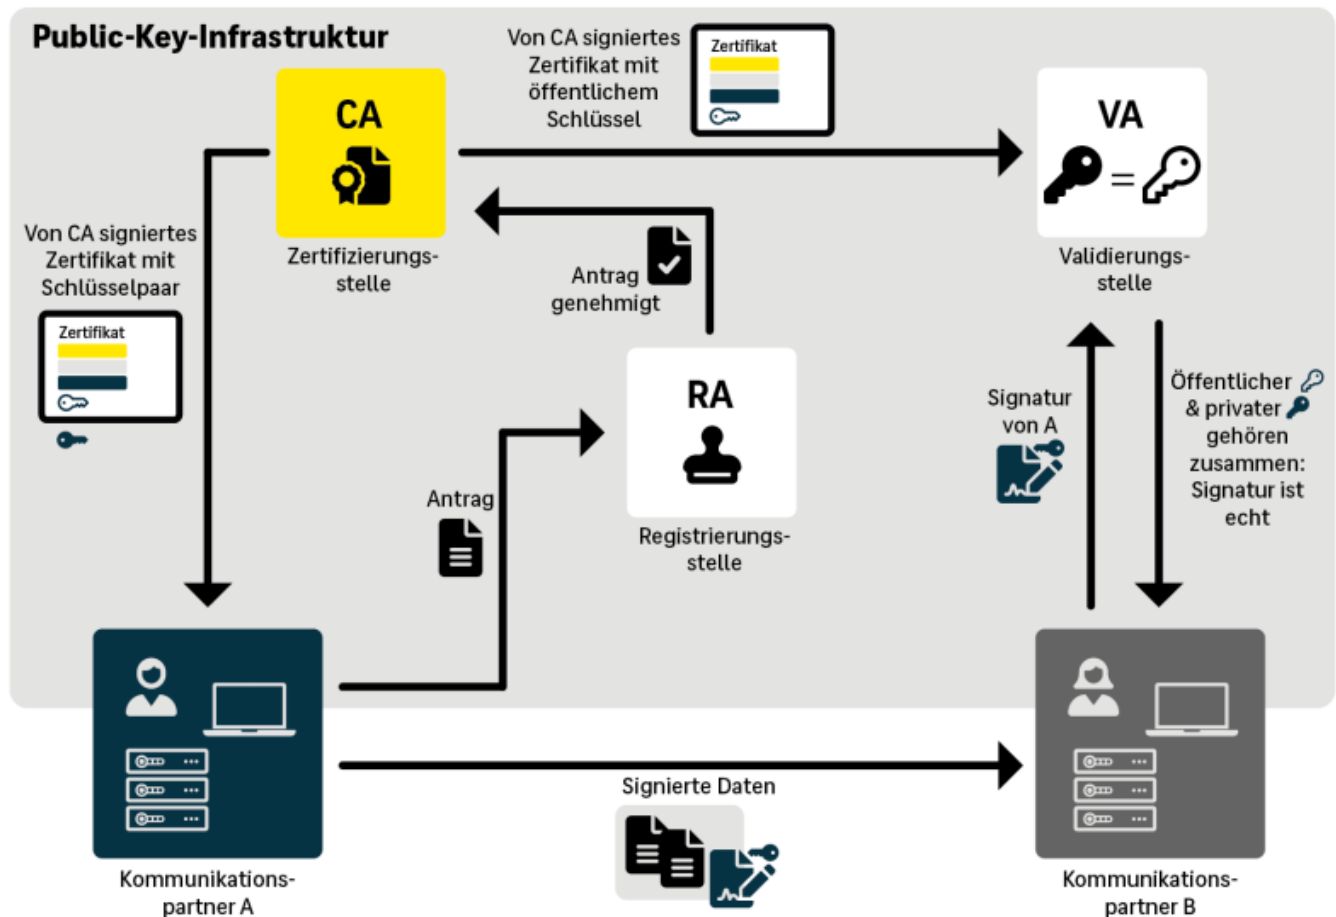 Public-Key-Infrastruktur
Von CA signiertes
Zertifikat mit
öffentlichem
Schlüssel
Zertifikat
CA
Zertifizierungs-
stelle
VA
=
Validierungs-
stelle
Von CA signiertes
Zertifikat mit
Schlüsselpaar
Zertifikat
Antrag
genehmigt
RA
Registrierungs-
stelle
Antrag
Signatur
von A
Öffentlicher
& privater
gehören
zusammen:
Signatur ist
echt
Signierte Daten
Kommunikations-
partner A
Kommunikations-
partner B